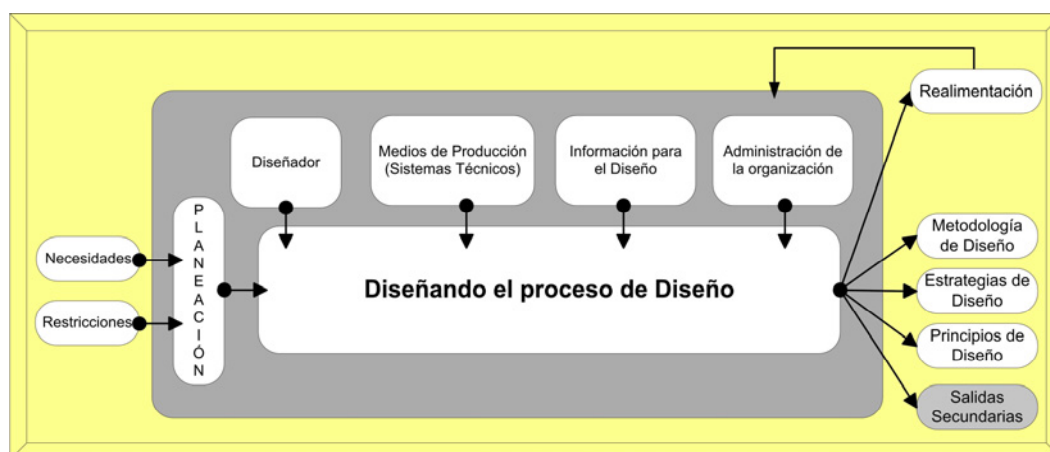 Realimentación
Diseñador
Medios de Producción
(Sistemas Técnicos)
Información para
el Diseño
Administración de
la organización
PLANEACIÓN
Necesidades
Restricciones
Diseñando el proceso de Diseño
Metodología
de Diseño
Estrategias de
Diseño
Principios de
Diseño
Salidas
Secundarias